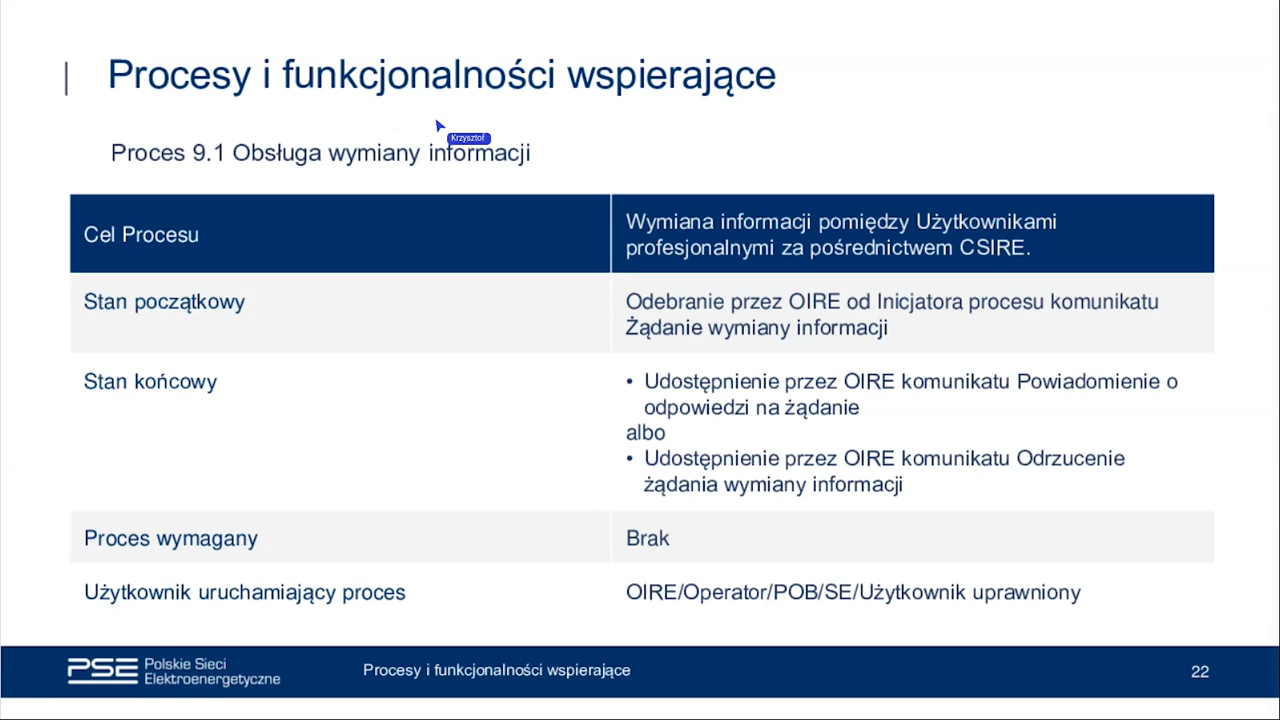 Procesy i funkcjonalności wspierające
Krzysztof
Proces 9.1 Obsługa wymiany informacji
Cel Procesu
Wymiana informacji pomiędzy Użytkownikami
profesjonalnymi za pośrednictwem CSIRE.
Stan początkowy
Odebranie przez OIRE od Inicjatora procesu komunikatu
Żądanie wymiany informacji
Stan końcowy
• Udostępnienie przez OIRE komunikatu Powiadomienie o
odpowiedzi na żądanie
albo
• Udostępnienie przez OIRE komunikatu Odrzucenie
żądania wymiany informacji
Proces wymagany
Brak
Użytkownik uruchamiający proces
OIRE/Operator/POB/SE/Użytkownik uprawniony
PSE Polskie Sieci
Elektroenergetyczne
Procesy i funkcjonalności wspierające
22